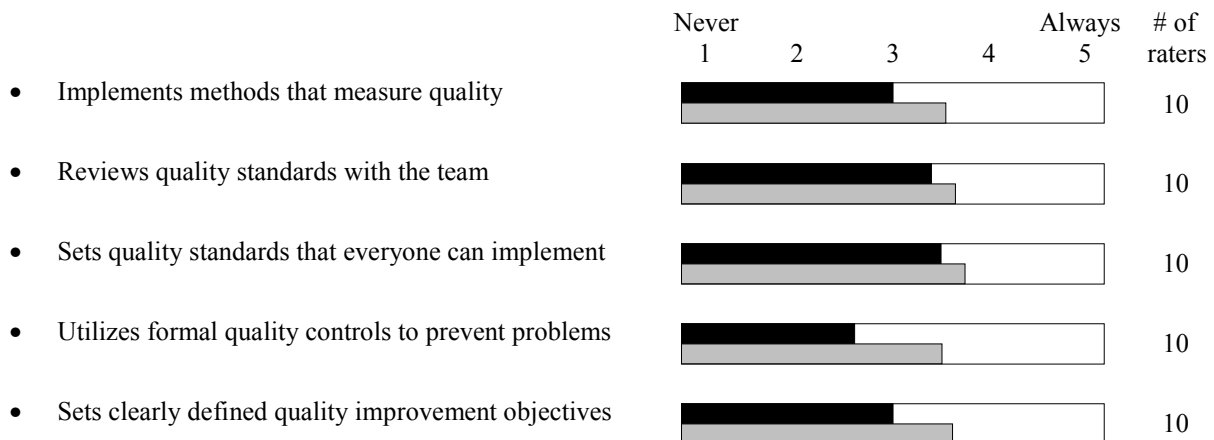 Never Always # of
1 2 3 4 5 raters
• Implements methods that measure quality 10
• Reviews quality standards with the team 10
• Sets quality standards that everyone can implement 10
• Utilizes formal quality controls to prevent problems 10
• Sets clearly defined quality improvement objectives 10